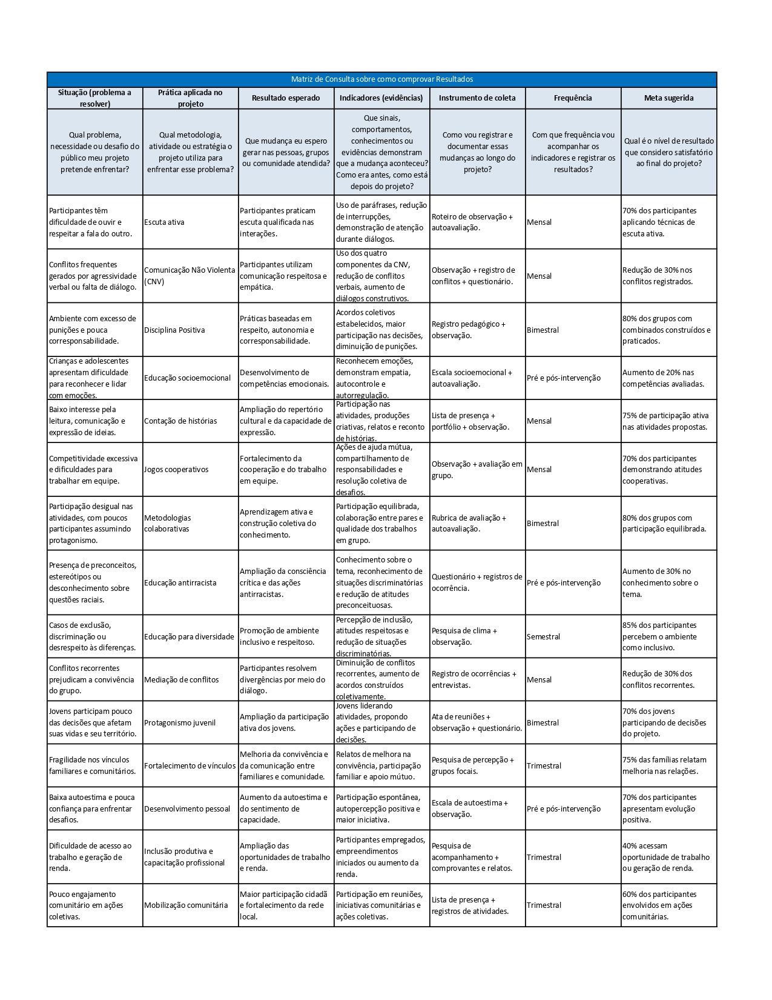 Matriz de Consulta sobre como comprovar Resultados
Situação (problema a
resolver)
Prática aplicada no
projeto
Resultado esperado
Indicadores (evidências)
Instrumento de coleta
Frequência
Meta sugerida
Qual problema,
necessidade ou desafio do
público meu projeto
pretende enfrentar?
Qual metodologia,
atividade ou estratégia o
projeto utiliza para
enfrentar esse problema?
Que mudança eu espero
gerar nas pessoas, grupos
ou comunidade atendida?
Que sinais,
comportamentos,
conhecimentos ou
evidências demonstram
que a mudança aconteceu?
Como era antes, como está
depois do projeto?
Como vou registrar e
documentar essas
mudanças ao longo do
projeto?
Com que frequência vou
acompanhar os
indicadores e registrar os
resultados?
Qual é o nível de resultado
que considero satisfatório
ao final do projeto?
Participantes têm
dificuldade de ouvir e
respeitar a fala do outro.
Escuta ativa
Participantes praticam
escuta qualificada nas
interações.
Uso de paráfrases, redução
de interrupções,
demonstração de atenção
durante diálogos.
Roteiro de observação +
autoavaliação.
Mensal
70% dos participantes
aplicando técnicas de
escuta ativa.
Conflitos frequentes
gerados por agressividade
verbal ou falta de diálogo.
Comunicação Não Violenta
(CNV)
Participantes utilizam
comunicação respeitosa e
empática.
Uso dos quatro
componentes da CNV,
redução de conflitos
verbais, aumento de
diálogos construtivos.
Observação + registro de
conflitos + questionário.
Mensal
Redução de 30% nos
conflitos registrados.
Ambiente com excesso de
punições e pouca
corresponsabilidade.
Disciplina Positiva
Práticas baseadas em
respeito, autonomia e
corresponsabilidade.
Acordos coletivos
estabelecidos, maior
participação nas decisões,
diminuição de punições.
Registro pedagógico +
observação.
Bimestral
80% dos grupos com
combinados construídos e
praticados.
Crianças e adolescentes
apresentam dificuldade
para reconhecer e lidar
com emoções.
Educação socioemocional
Desenvolvimento de
competências emocionais.
Reconhecem emoções,
demonstram empatia,
autocontrole e
autorregulação.
Escala socioemocional +
autoavaliação.
Pré e pós-intervenção
Aumento de 20% nas
competências avaliadas.
Baixo interesse pela
leitura, comunicação e
expressão de ideias.
Contação de histórias
Ampliação do repertório
cultural e da capacidade de
expressão.
Participação nas
atividades, produções
criativas, relatos e reconto
de histórias.
Lista de presença +
portfólio + observação.
Mensal
75% de participação ativa
nas atividades propostas.
Competitividade excessiva
e dificuldades para
trabalhar em equipe.
Jogos cooperativos
Fortalecimento da
cooperação e do trabalho
em equipe.
Ações de ajuda mútua,
compartilhamento de
responsabilidades e
resolução coletiva de
desafios.
Observação + avaliação em
grupo.
Mensal
70% dos participantes
demonstrando atitudes
cooperativas.
Participação desigual nas
atividades, com poucos
participantes assumindo
protagonismo.
Metodologias
colaborativas
Aprendizagem ativa e
construção coletiva do
conhecimento.
Participação equilibrada,
colaboração entre pares e
qualidade dos trabalhos
em grupo.
Rubrica de avaliação +
autoavaliação.
Bimestral
80% dos grupos com
participação equilibrada.
Presença de preconceitos,
estereótipos ou
desconhecimento sobre
questões raciais.
Educação antirracista
Ampliação da consciência
crítica e das ações
antirracistas.
Conhecimento sobre o
tema, reconhecimento de
situações discriminatórias
e redução de atitudes
preconceituosas.
Questionário + registros de
ocorrência.
Pré e pós-intervenção
Aumento de 30% no
conhecimento sobre o
tema.
Casos de exclusão,
discriminação ou
desrespeito às diferenças.
Educação para diversidade
Promoção de ambiente
inclusivo e respeitoso.
Percepção de inclusão,
atitudes respeitosas e
redução de situações
discriminatórias.
Pesquisa de clima +
observação.
Semestral
85% dos participantes
percebem o ambiente
como inclusivo.
Conflitos recorrentes
prejudicam a convivência
do grupo.
Mediação de conflitos
Participantes resolvem
divergências por meio do
diálogo.
Diminuição de conflitos
recorrentes, aumento de
acordos construídos
coletivamente.
Registro de ocorrências +
entrevistas.
Mensal
Redução de 30% dos
conflitos recorrentes.
Jovens participam pouco
das decisões que afetam
suas vidas e seu território.
Protagonismo juvenil
Ampliação da participação
ativa dos jovens.
Jovens liderando
atividades, propondo
ações e participando de
decisões.
Ata de reuniões +
observação + questionário.
Bimestral
70% dos jovens
participando de decisões
do projeto.
Fragilidade nos vínculos
familiares e comunitários.
Fortalecimento de vínculos
Melhoria da convivência e
da comunicação entre
familiares e comunidade.
Relatos de melhora na
convivência, participação
familiar e apoio mútuo.
Pesquisa de percepção +
grupos focais.
Trimestral
75% das famílias relatam
melhoria nas relações.
Baixa autoestima e pouca
confiança para enfrentar
desafios.
Desenvolvimento pessoal
Aumento da autoestima e
do sentimento de
capacidade.
Participação espontânea,
autopercepção positiva e
maior iniciativa.
Escala de autoestima +
observação.
Pré e pós-intervenção
70% dos participantes
apresentam evolução
positiva.
Dificuldade de acesso ao
trabalho e geração de
renda.
Inclusão produtiva e
capacitação profissional
Ampliação das
oportunidades de trabalho
e renda.
Participantes empregados,
empreendimentos
iniciados ou aumento da
renda.
Pesquisa de
acompanhamento +
comprovantes e relatos.
Trimestral
40% acessam
oportunidade de trabalho
ou geração de renda.
Pouco engajamento
comunitário em ações
coletivas.
Mobilização comunitária
Maior participação cidadã
e fortalecimento da rede
local.
Participação em reuniões,
iniciativas comunitárias e
ações coletivas.
Lista de presença +
registros de atividades.
Trimestral
60% dos participantes
envolvidos em ações
comunitárias.